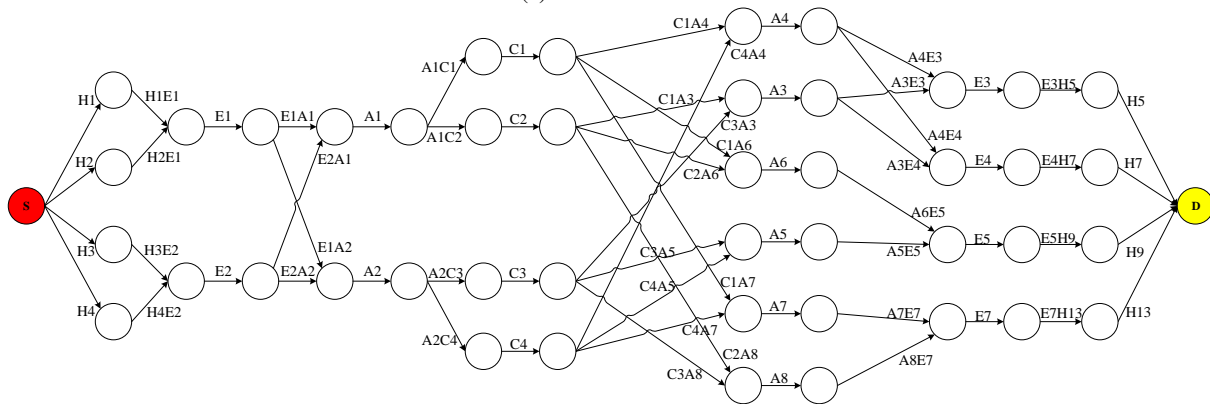 S
H1
H2
H3
H4
H1E1
H2E1
H3E2
H4E2
E1
E2
E1A1
E2A1
E1A2
E2A2
A1
A2
A1C1
A1C2
A2C3
A2C4
C1
C2
C3
C4
C1A4
C4A4
C1A3
C3A3
C1A6
C2A6
C3A5
C4A5
C1A7
C4A7
C2A8
C3A8
A4
A3
A6
A5
A7
A8
A4E3
A3E3
A4E4
A3E4
A6E5
A5E5
A7E7
A8E7
E3
E4
E5
E7
E3H5
E4H7
E5H9
E7H13
H5
H7
H9
H13
D